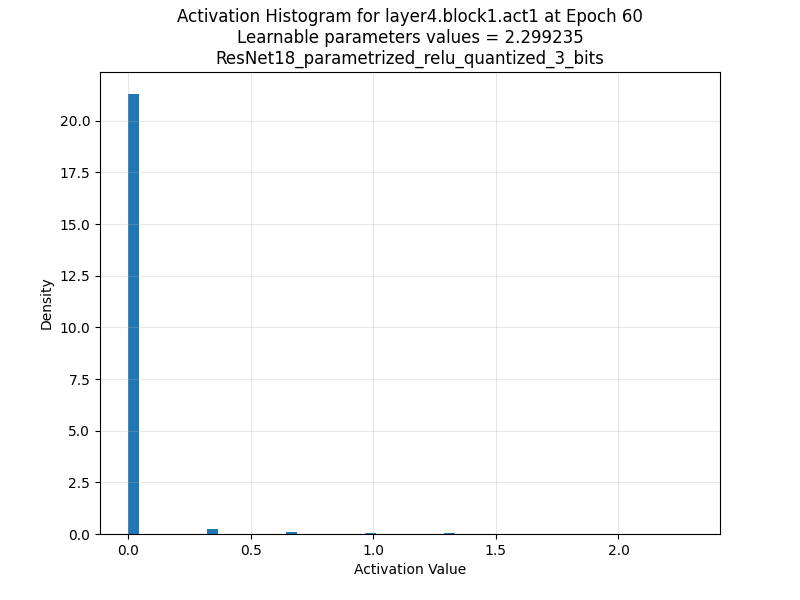 Activation Histogram for layer4.block1.act1 at Epoch 60
Learnable parameters values = 2.299235
ResNet18_parametrized_relu_quantized_3_bits
20.0
17.5
15.0
12.5
10.0
7.5
5.0
2.5
0.0
Density
0.0 0.5 1.0 1.5 2.0
Activation Value